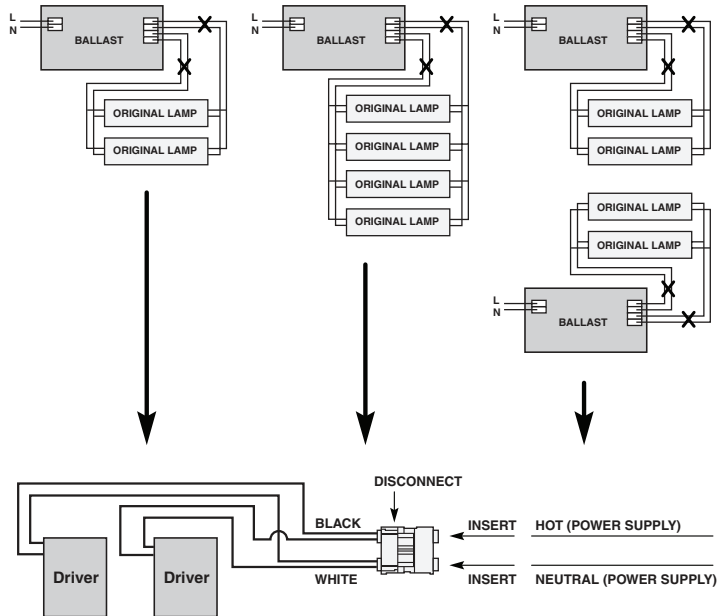 L
N
BALLAST
ORIGINAL LAMP
ORIGINAL LAMP
L
N
BALLAST
ORIGINAL LAMP
ORIGINAL LAMP
ORIGINAL LAMP
ORIGINAL LAMP
L
N
BALLAST
ORIGINAL LAMP
ORIGINAL LAMP
ORIGINAL LAMP
ORIGINAL LAMP
L
N
BALLAST
DISCONNECT
BLACK
INSERT HOT (POWER SUPPLY)
Driver
Driver
WHITE
INSERT NEUTRAL (POWER SUPPLY)